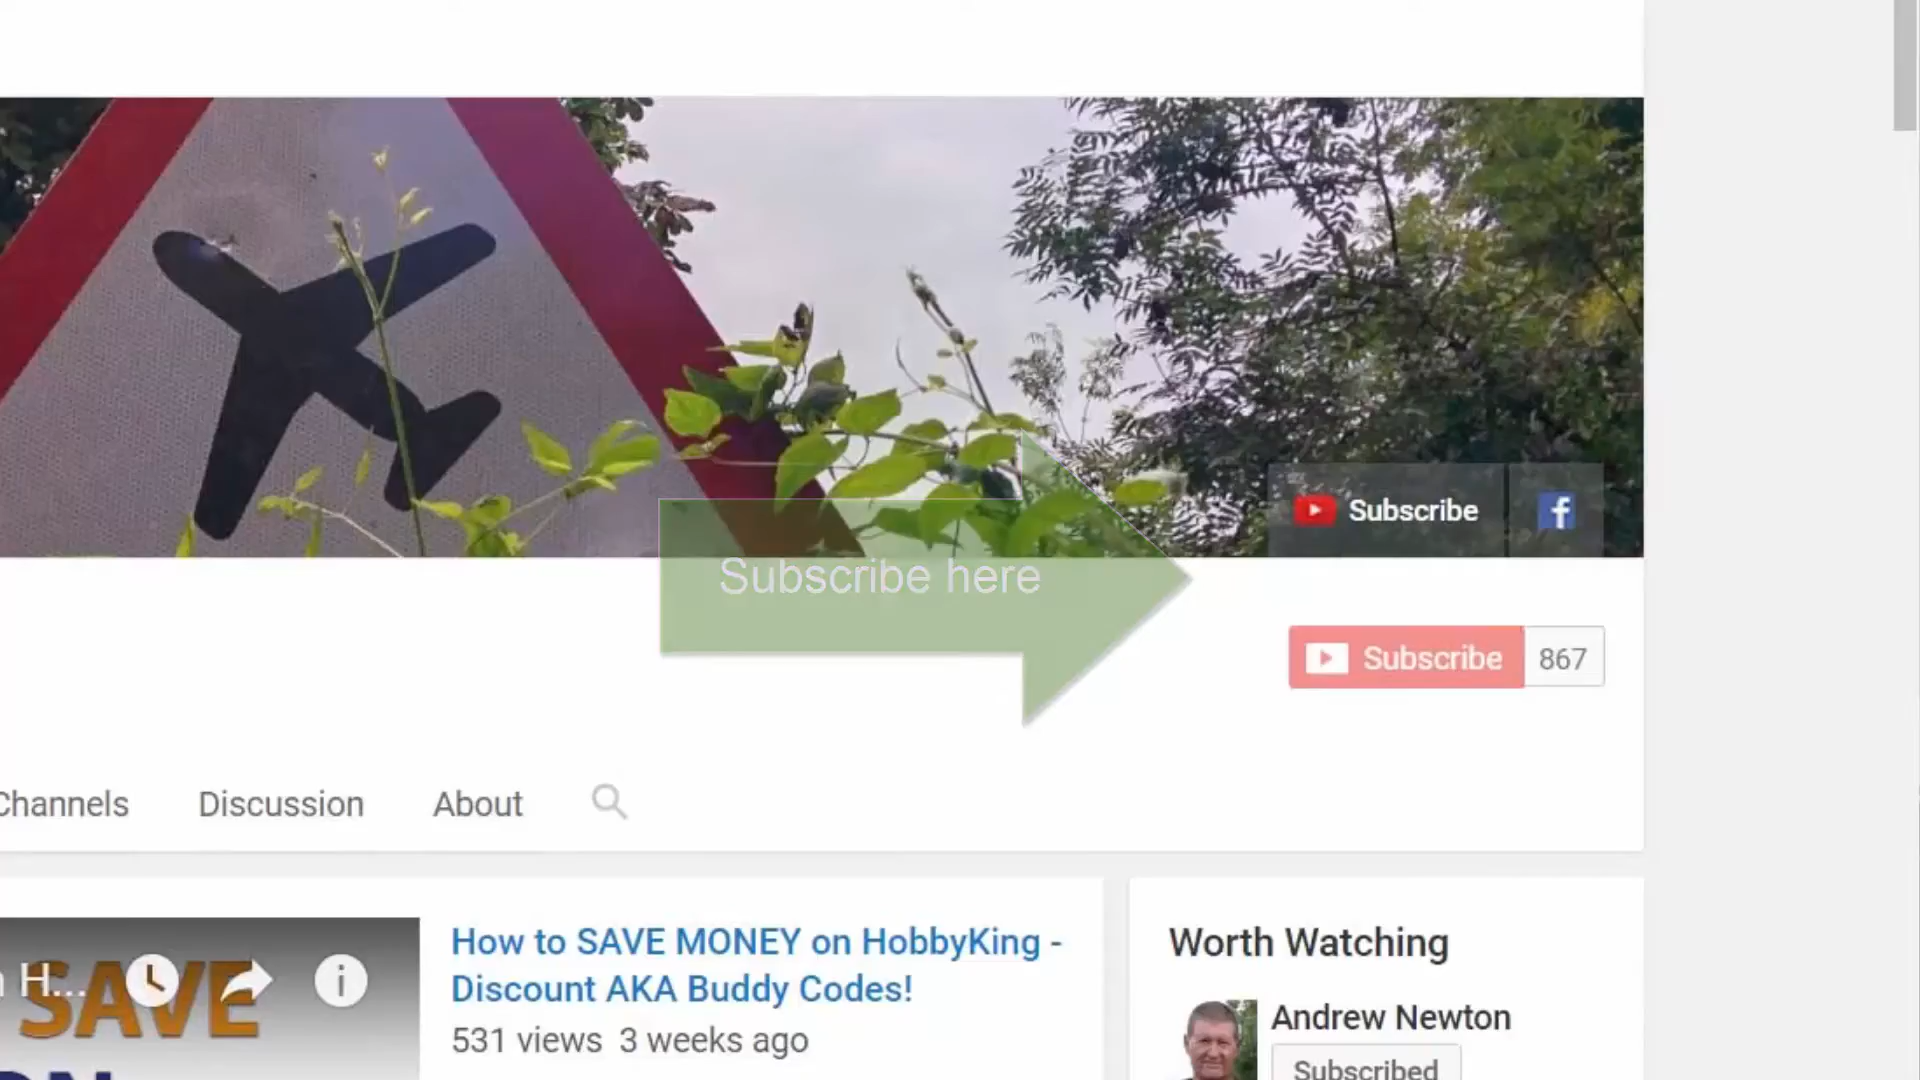 Subscribe
Subscribe here
Subscribe 867
Channels Discussion About
How to SAVE MONEY on HobbyKing -
Discount AKA Buddy Codes!
531 views 3 weeks ago
H...
SAVE
Worth Watching
Andrew Newton
Subscribed